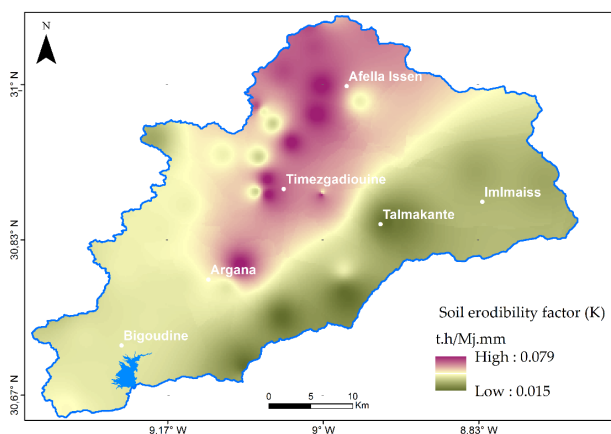 N
Afella Issen
31° N
Timezgadiouine
Imlmaiss
Talmakante
30,83° N
Argana
Soil erodibility factor (K)
t.h/Mj.mm
Bigoudine
High : 0.079
Low : 0.015
30,67° N
0 5 10
Km
9.17° W 9° W 8.83° W